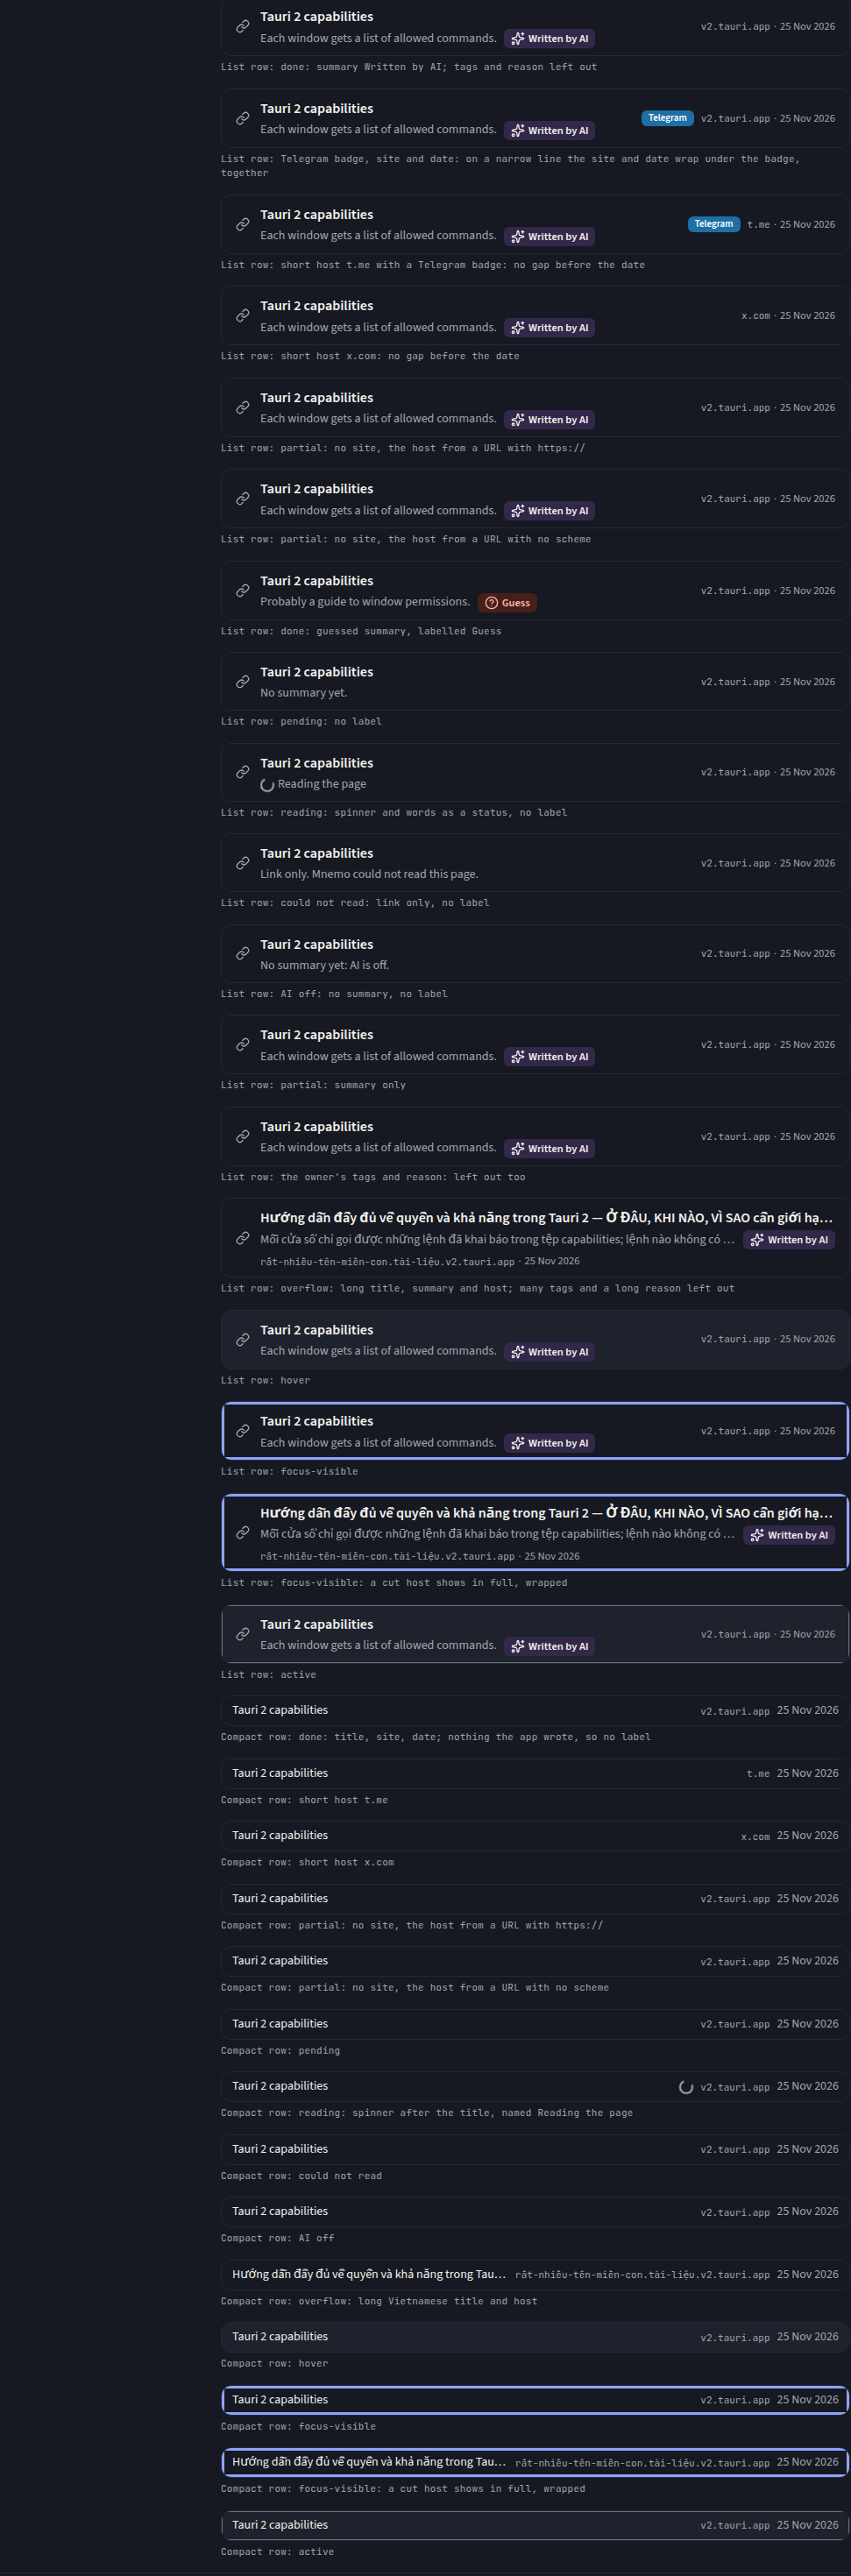 Tauri 2 capabilities
Each window gets a list of allowed commands. Written by AI
v2.tauri.app · 25 Nov 2026
List row: done: summary Written by AI; tags and reason left out
Tauri 2 capabilities
Each window gets a list of allowed commands. Written by AI
Telegram v2.tauri.app · 25 Nov 2026
List row: Telegram badge, site and date: on a narrow line the site and date wrap under the badge,
together
Tauri 2 capabilities
Each window gets a list of allowed commands. Written by AI
Telegram t.me · 25 Nov 2026
List row: short host t.me with a Telegram badge: no gap before the date
Tauri 2 capabilities
Each window gets a list of allowed commands. Written by AI
x.com · 25 Nov 2026
List row: short host x.com: no gap before the date
Tauri 2 capabilities
Each window gets a list of allowed commands. Written by AI
v2.tauri.app · 25 Nov 2026
List row: partial: no site, the host from a URL with https://
Tauri 2 capabilities
Each window gets a list of allowed commands. Written by AI
v2.tauri.app · 25 Nov 2026
List row: partial: no site, the host from a URL with no scheme
Tauri 2 capabilities
Probably a guide to window permissions. Guess
v2.tauri.app · 25 Nov 2026
List row: done: guessed summary, labelled Guess
Tauri 2 capabilities
No summary yet.
v2.tauri.app · 25 Nov 2026
List row: pending: no label
Tauri 2 capabilities
Reading the page
v2.tauri.app · 25 Nov 2026
List row: reading: spinner and words as a status, no label
Tauri 2 capabilities
Link only. Mnemo could not read this page.
v2.tauri.app · 25 Nov 2026
List row: could not read: link only, no label
Tauri 2 capabilities
No summary yet: AI is off.
v2.tauri.app · 25 Nov 2026
List row: AI off: no summary, no label
Tauri 2 capabilities
Each window gets a list of allowed commands. Written by AI
v2.tauri.app · 25 Nov 2026
List row: partial: summary only
Tauri 2 capabilities
Each window gets a list of allowed commands. Written by AI
v2.tauri.app · 25 Nov 2026
List row: the owner's tags and reason: left out too
Hướng dẫn đầy đủ về quyền và khả năng trong Tauri 2 — Ở ĐÂU, KHI NÀO, VÌ SAO cần giới hạ...
Mỗi cửa sổ chỉ gọi được những lệnh đã khai báo trong tệp capabilities; lệnh nào không có ... Written by AI
rất-nhiều-tên-miền-con.tài-liệu.v2.tauri.app · 25 Nov 2026
List row: overflow: long title, summary and host; many tags and a long reason left out
Tauri 2 capabilities
Each window gets a list of allowed commands. Written by AI
v2.tauri.app · 25 Nov 2026
List row: hover
Tauri 2 capabilities
Each window gets a list of allowed commands. Written by AI
v2.tauri.app · 25 Nov 2026
List row: focus-visible
Hướng dẫn đầy đủ về quyền và khả năng trong Tauri 2 — Ở ĐÂU, KHI NÀO, VÌ SAO cần giới hạ...
Mỗi cửa sổ chỉ gọi được những lệnh đã khai báo trong tệp capabilities; lệnh nào không có ... Written by AI
rất-nhiều-tên-miền-con.tài-liệu.v2.tauri.app · 25 Nov 2026
List row: focus-visible: a cut host shows in full, wrapped
Tauri 2 capabilities
Each window gets a list of allowed commands. Written by AI
v2.tauri.app · 25 Nov 2026
List row: active
Tauri 2 capabilities v2.tauri.app 25 Nov 2026
Compact row: done: title, site, date; nothing the app wrote, so no label
Tauri 2 capabilities t.me 25 Nov 2026
Compact row: short host t.me
Tauri 2 capabilities x.com 25 Nov 2026
Compact row: short host x.com
Tauri 2 capabilities v2.tauri.app 25 Nov 2026
Compact row: partial: no site, the host from a URL with https://
Tauri 2 capabilities v2.tauri.app 25 Nov 2026
Compact row: partial: no site, the host from a URL with no scheme
Tauri 2 capabilities v2.tauri.app 25 Nov 2026
Compact row: pending
Tauri 2 capabilities v2.tauri.app 25 Nov 2026
Compact row: reading: spinner after the title, named Reading the page
Tauri 2 capabilities v2.tauri.app 25 Nov 2026
Compact row: could not read
Tauri 2 capabilities v2.tauri.app 25 Nov 2026
Compact row: AI off
Hướng dẫn đầy đủ về quyền và khả năng trong Tau... rất-nhiều-tên-miền-con.tài-liệu.v2.tauri.app 25 Nov 2026
Compact row: overflow: long Vietnamese title and host
Tauri 2 capabilities v2.tauri.app 25 Nov 2026
Compact row: hover
Tauri 2 capabilities v2.tauri.app 25 Nov 2026
Compact row: focus-visible
Hướng dẫn đầy đủ về quyền và khả năng trong Tau... rất-nhiều-tên-miền-con.tài-liệu.v2.tauri.app 25 Nov 2026
Compact row: focus-visible: a cut host shows in full, wrapped
Tauri 2 capabilities v2.tauri.app 25 Nov 2026
Compact row: active